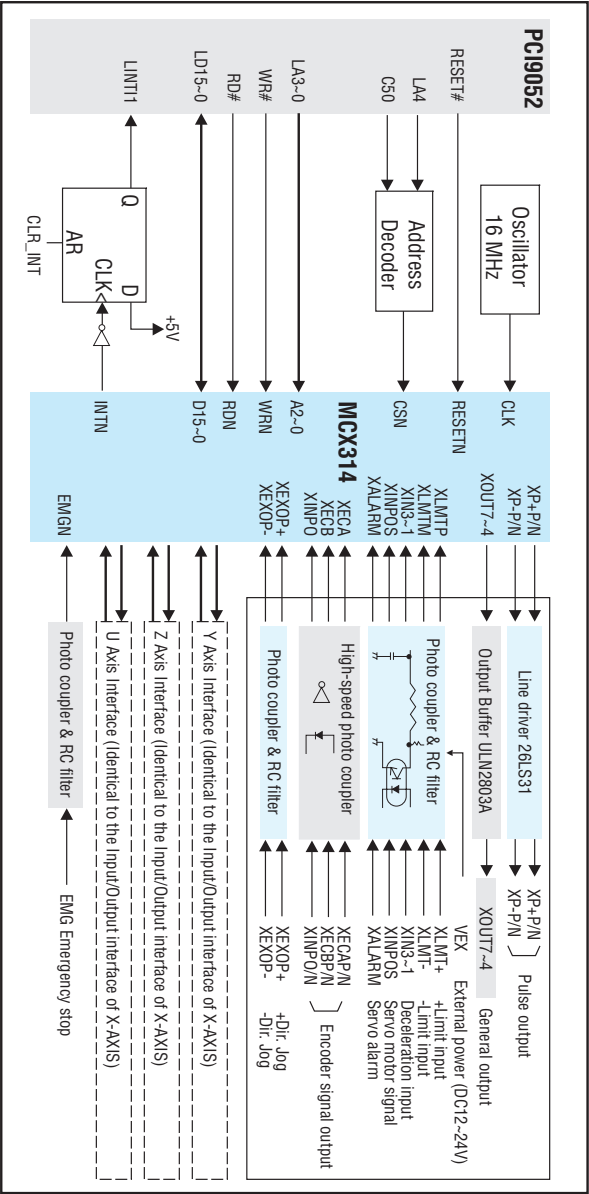 PCI9052
RESET#
LA4
C50
LA3~0
WR#
RD#
LD15~0
LINTI1
Oscillator
16 MHz
Address
Decoder
Q
D
AR
CLK
CLR_INT
+5V
MCX314
CLK
RESETN
CSN
A2~0
WRN
RDN
D15~0
INTN
XP+P/N
XP-P/N
XOUT7~4
XLMTP
XLMTM
XIN3~1
XINPOS
XALARM
XECA
XECB
XINPO
XEXOP+
XEXOP-
EMGN
Line driver 26LS31
Output Buffer ULN2803A
Photo coupler & RC filter
High-speed photo coupler
Photo coupler & RC filter
XP+P/N
XP-P/N
Pulse output
XOUT7~4
General output
VEX
External power (DC12~24V)
XLMT+ +Limit input
XLMT- -Limit input
XIN3~1 Deceleration input
XINPOS Servo motor signal
XALARM Servo alarm
XECAP/N
XECBP/N
XINPO/N
Encoder signal output
XEXOP+ +Dir. Jog
XEXOP- -Dir. Jog
Y Axis Interface (Identical to the Input/Output interface of X-AXIS)
Z Axis Interface (Identical to the Input/Output interface of X-AXIS)
U Axis Interface (Identical to the Input/Output interface of X-AXIS)
Photo coupler & RC filter
EMG Emergency stop